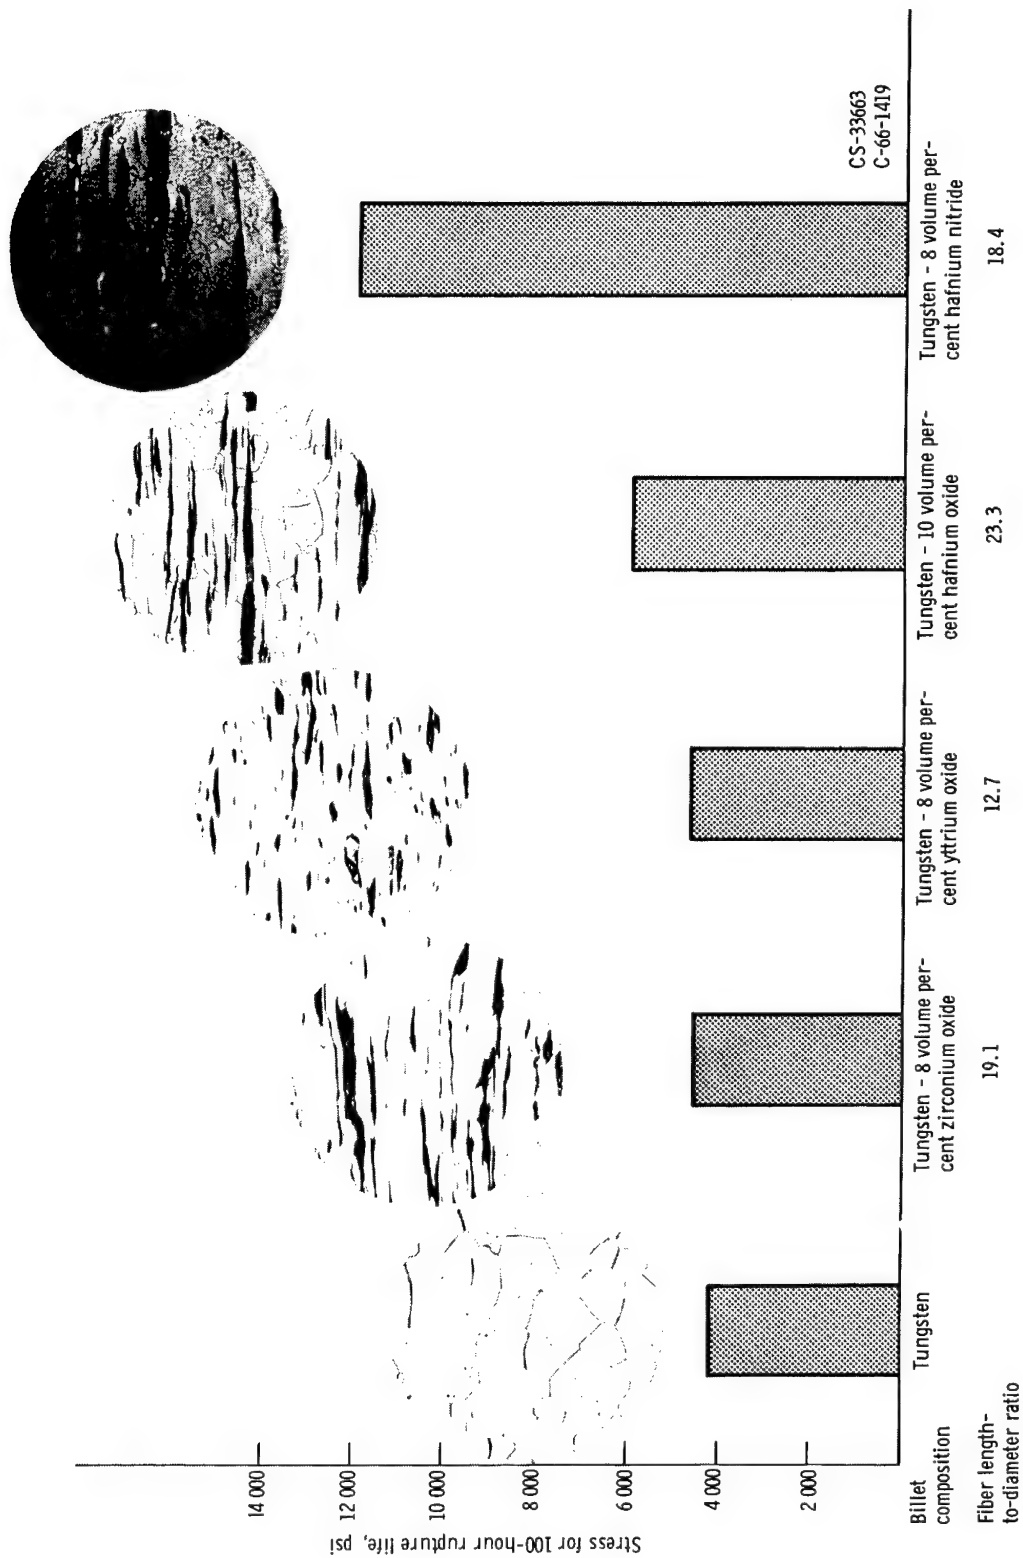 Stress for 100-hour rupture life, psi
14 000
12 000
10 000
8 000
6 000
4 000
2 000
CS-33663
C-66-1419
Billet
composition
Tungsten
Tungsten - 8 volume per-
cent zirconium oxide
Tungsten - 8 volume per-
cent yttrium oxide
Tungsten - 10 volume per-
cent hafnium oxide
Tungsten - 8 volume per-
cent hafnium nitride
Fiber length-
to-diameter ratio
19.1
12.7
23.3
18.4